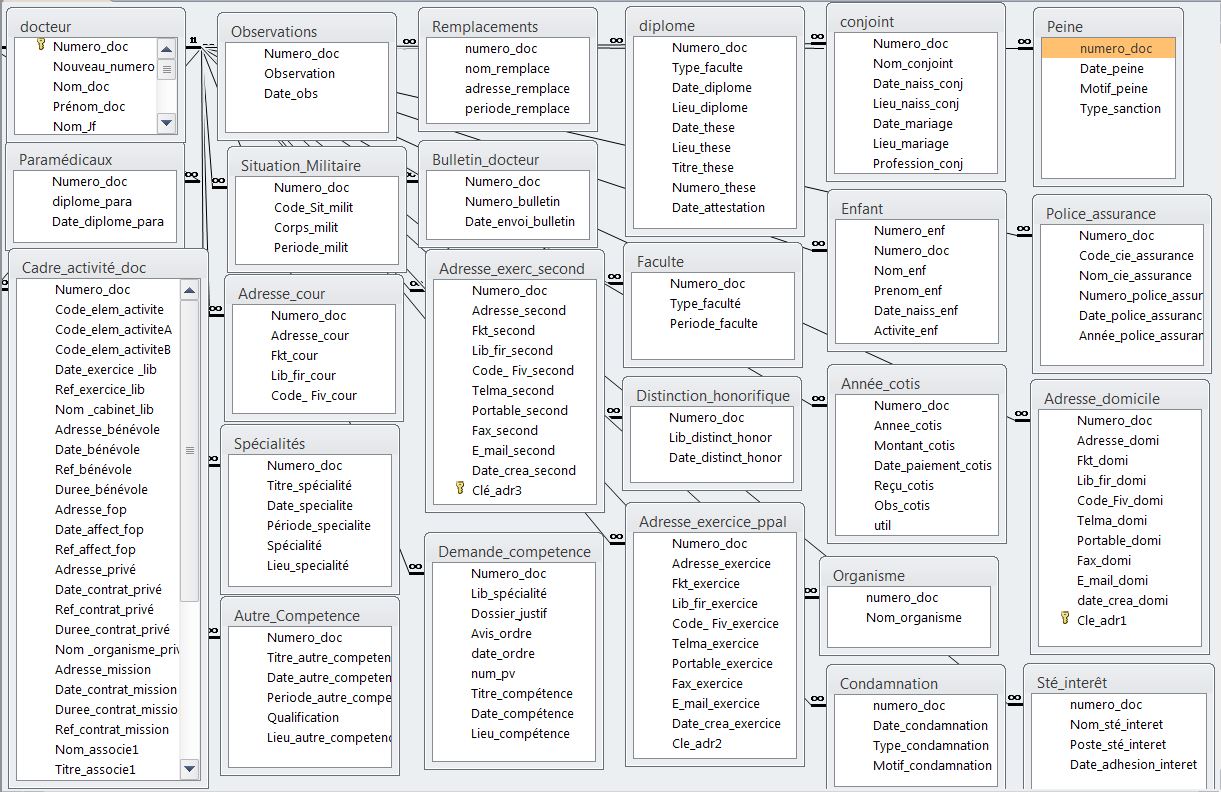 docteur
Numero_doc
Nouveau_numero
Nom_doc
Prénom_doc
Nom_Jf
Paramédicaux
Numero_doc
diplome_para
Date_diplome_para
Cadre_activité_doc
Numero_doc
Code_elem_activite
Code_elem_activiteA
Code_elem_activiteB
Date_exercice _lib
Ref_exercice_lib
Nom _cabinet_lib
Adresse_bénévole
Date_bénévole
Ref_bénévole
Duree_bénévole
Adresse_fop
Date_affect_fop
Ref_affect_fop
Adresse_privé
Date_contrat_privé
Ref_contrat_privé
Duree_contrat_privé
Nom _organisme_priv
Adresse_mission
Date_contrat_mission
Duree_contrat_missio
Ref_contrat_mission
Nom_associe1
Titre_associe1
Observations
Numero_doc
Observation
Date_obs
Situation_Militaire
Numero_doc
Code_Sit_milit
Corps_milit
Periode_milit
Adresse_cour
Numero_doc
Adresse_cour
Fkt_cour
Lib_fir_cour
Code_ Fiv_cour
Spécialités
Numero_doc
Titre_spécialité
Date_specialite
Période_specialite
Spécialité
Lieu_specialité
Autre_Competence
Numero_doc
Titre_autre_competen
Date_autre_competen
Periode_autre_compe
Qualification
Lieu_autre_competenc
Remplacements
numero_doc
nom_remplace
adresse_remplace
periode_remplace
Bulletin_docteur
Numero_doc
Numero_bulletin
Date_envoi_bulletin
Adresse_exerc_second
Numero_doc
Adresse_second
Fkt_second
Lib_fir_second
Code_ Fiv_second
Telma_second
Portable_second
Fax_second
E_mail_second
Date_crea_second
Clé_adr3
Demande_competence
Numero_doc
Lib_spécialité
Dossier_justif
Avis_ordre
date_ordre
num_pv
Titre_compétence
Date_compétence
Lieu_compétence
diplome
Numero_doc
Type_faculte
Date_diplome
Lieu_diplome
Date_these
Lieu_these
Titre_these
Numero_these
Date_attestation
Faculte
Numero_doc
Type_faculté
Periode_faculte
Distinction_honorifique
Numero_doc
Lib_distinct_honor
Date_distinct_honor
Adresse_exercice_ppal
Numero_doc
Adresse_exercice
Fkt_exercice
Lib_fir_exercice
Code_ Fiv_exercice
Telma_exercice
Portable_exercice
Fax_exercice
E_mail_exercice
Date_crea_exercice
Cle_adr2
conjoint
Numero_doc
Nom_conjoint
Date_naiss_conj
Lieu_naiss_conj
Date_mariage
Lieu_mariage
Profession_conj
Enfant
Numero_enf
Numero_doc
Nom_enf
Prenom_enf
Date_naiss_enf
Activite_enf
Année_cotis
Numero_doc
Annee_cotis
Montant_cotis
Date_paiement_cotis
Reçu_cotis
Obs_cotis
util
Organisme
numero_doc
Nom_organisme
Condamnation
numero_doc
Date_condamnation
Type_condamnation
Motif_condamnation
Peine
numero_doc
Date_peine
Motif_peine
Type_sanction
Police_assurance
Numero_doc
Code_cie_assurance
Nom_cie_assurance
Numero_police_assur
Date_police_assuranc
Année_police_assurar
Adresse_domicile
Numero_doc
Adresse_domi
Fkt_domi
Lib_fir_domi
Code_Fiv_domi
Telma_domi
Portable_domi
Fax_domi
E_mail_domi
date_crea_domi
Cle_adr1
Sté_interêt
numero_doc
Nom_sté_interet
Poste_sté_interet
Date_adhesion_interet